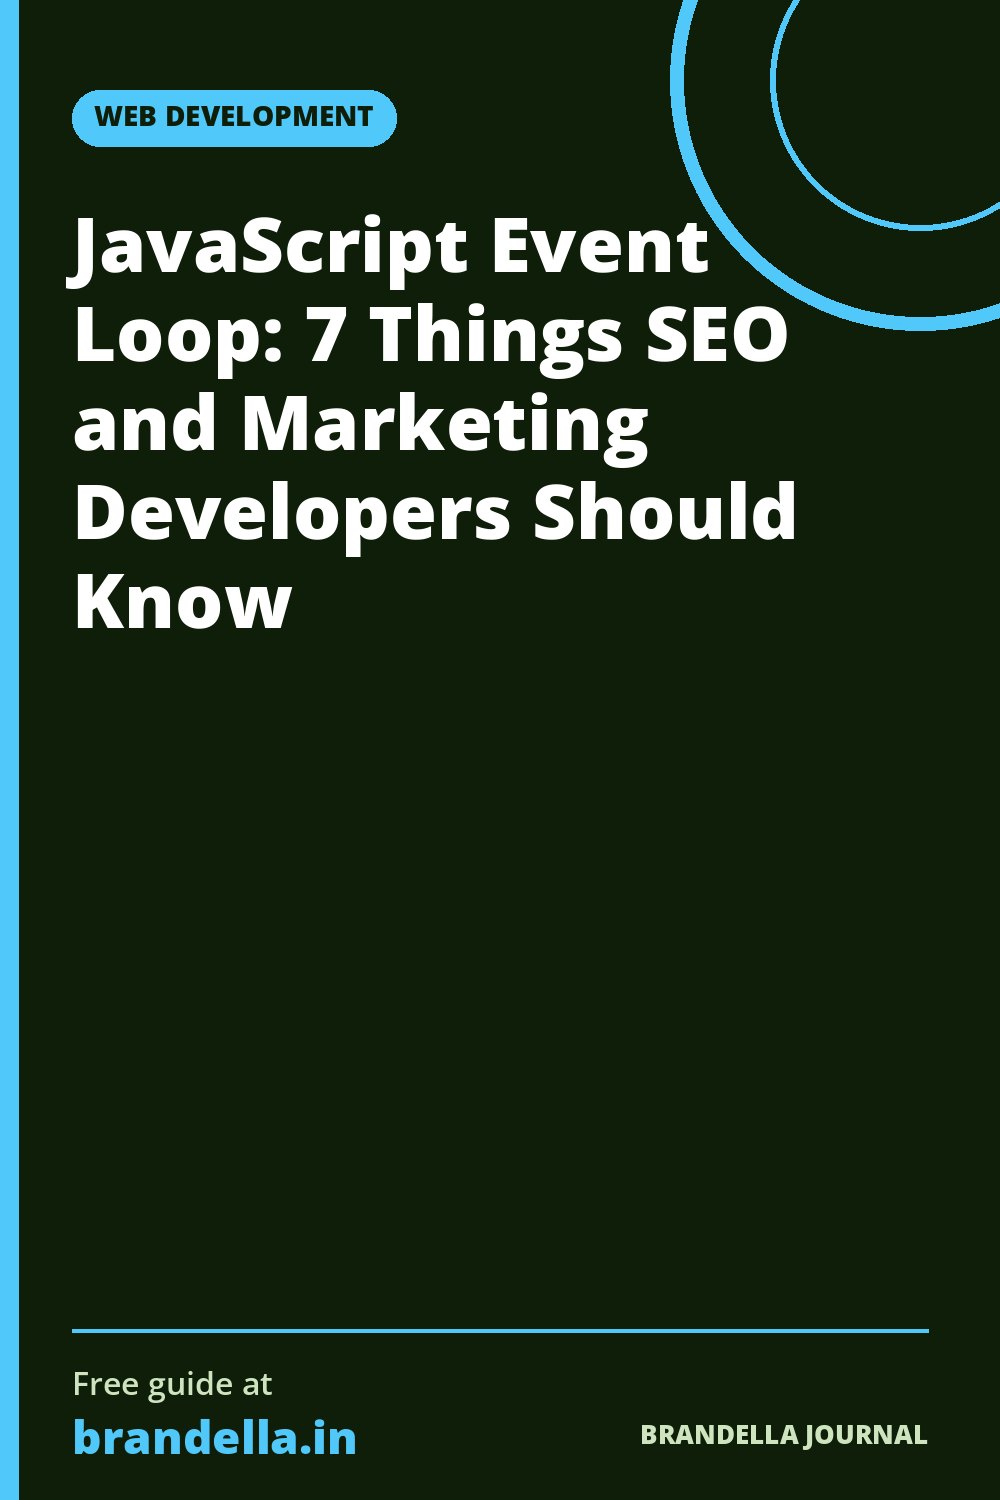 WEB DEVELOPMENT
JavaScript Event
Loop: 7 Things SEO
and Marketing
Developers Should
Know
Free guide at
brandella.in
BRANDELLA JOURNAL